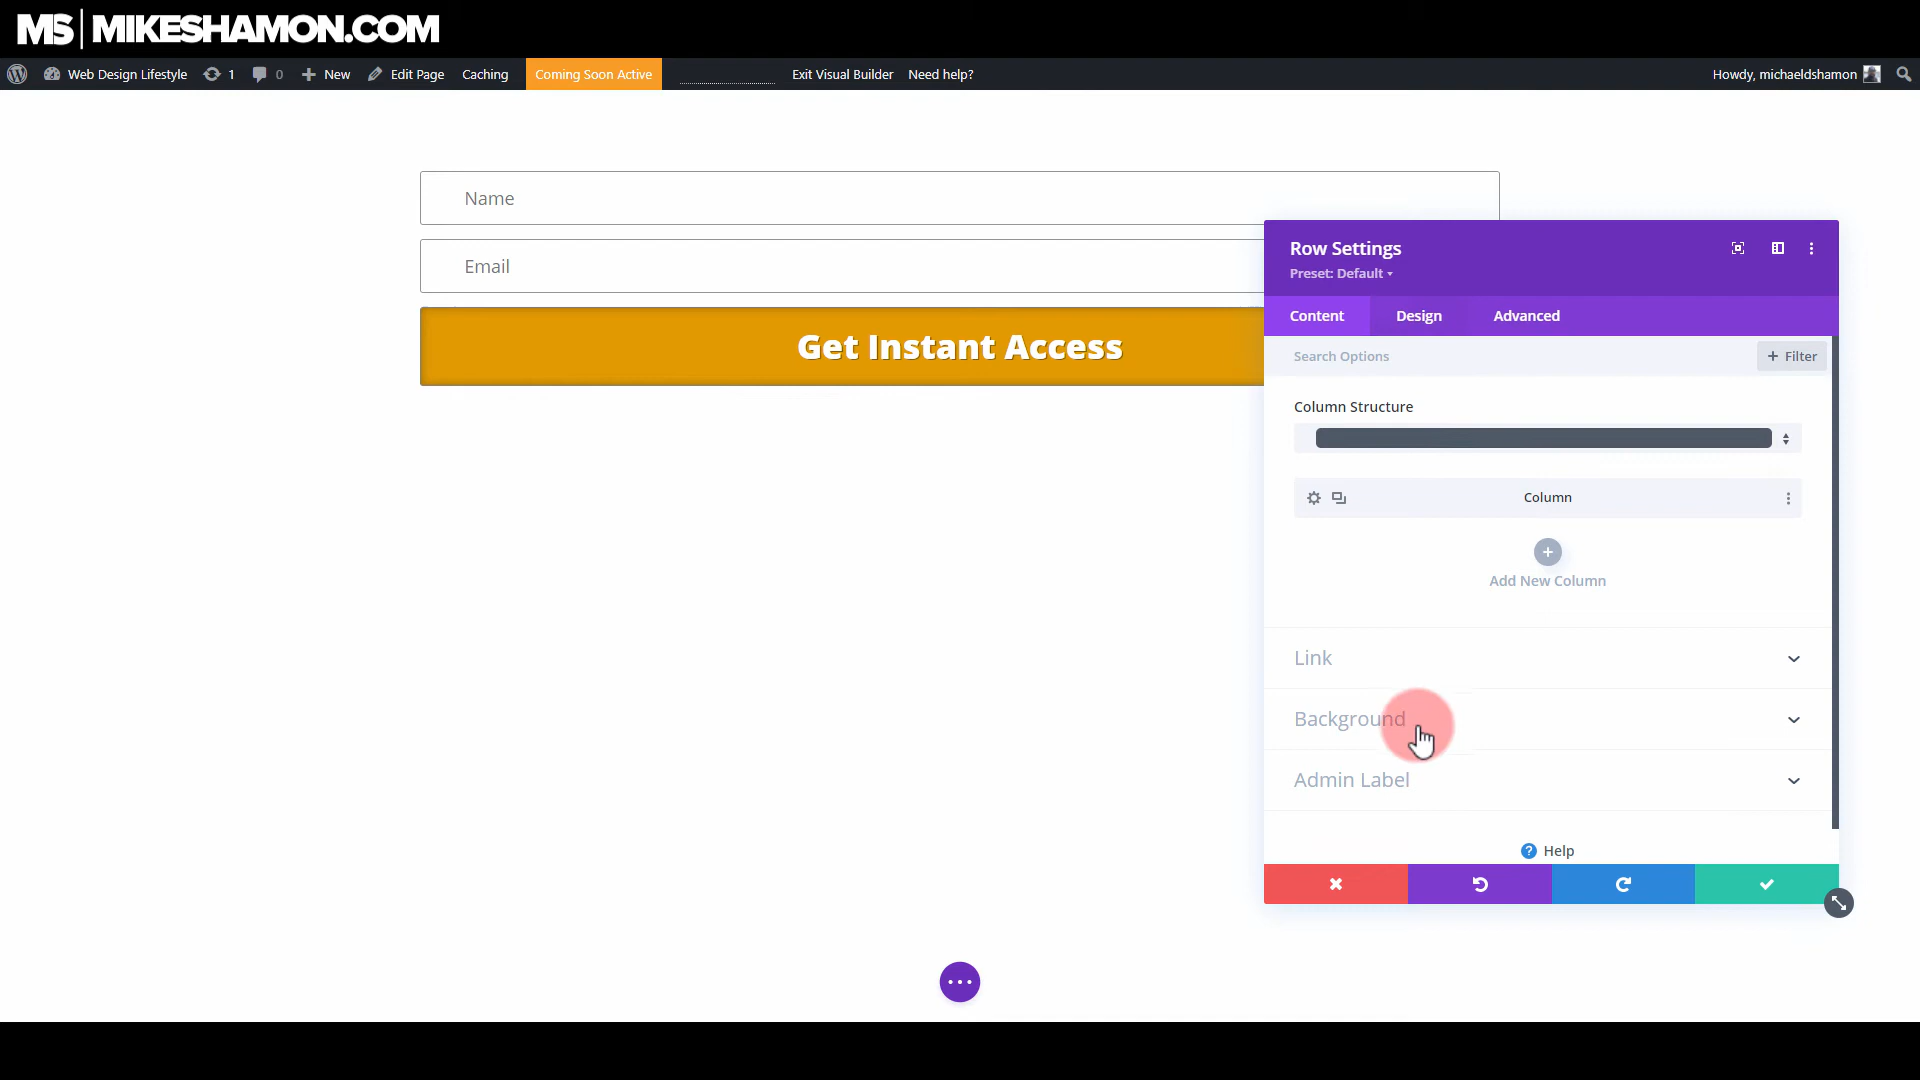 MS | MIKESHAMON.COM
Web Design Lifestyle 1 0 New Edit Page Caching Coming Soon Active Exit Visual Builder Need help? Howdy, michaeldshamon
Name
Email
Get Instant Access
Row Settings
Preset: Default
Content Design Advanced
Search Options + Filter
Column Structure
Column
Add New Column
Link
Background
Admin Label
? Help